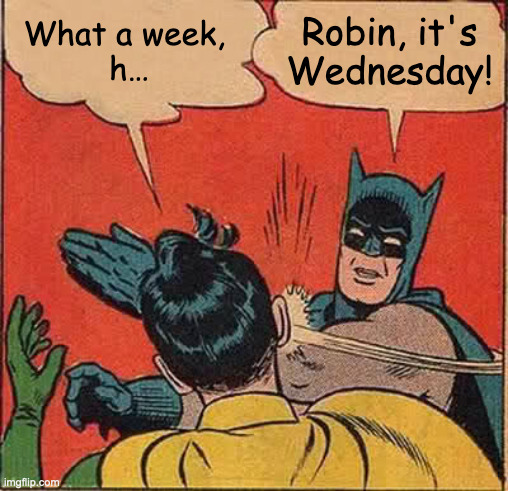 What a week,
h...
Robin, it's
Wednesday!
imgflip.com